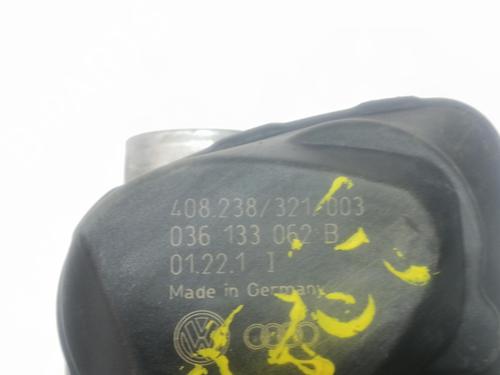 408.238/321/003
036 133 062 B
01.22.1 I
Made in Germany